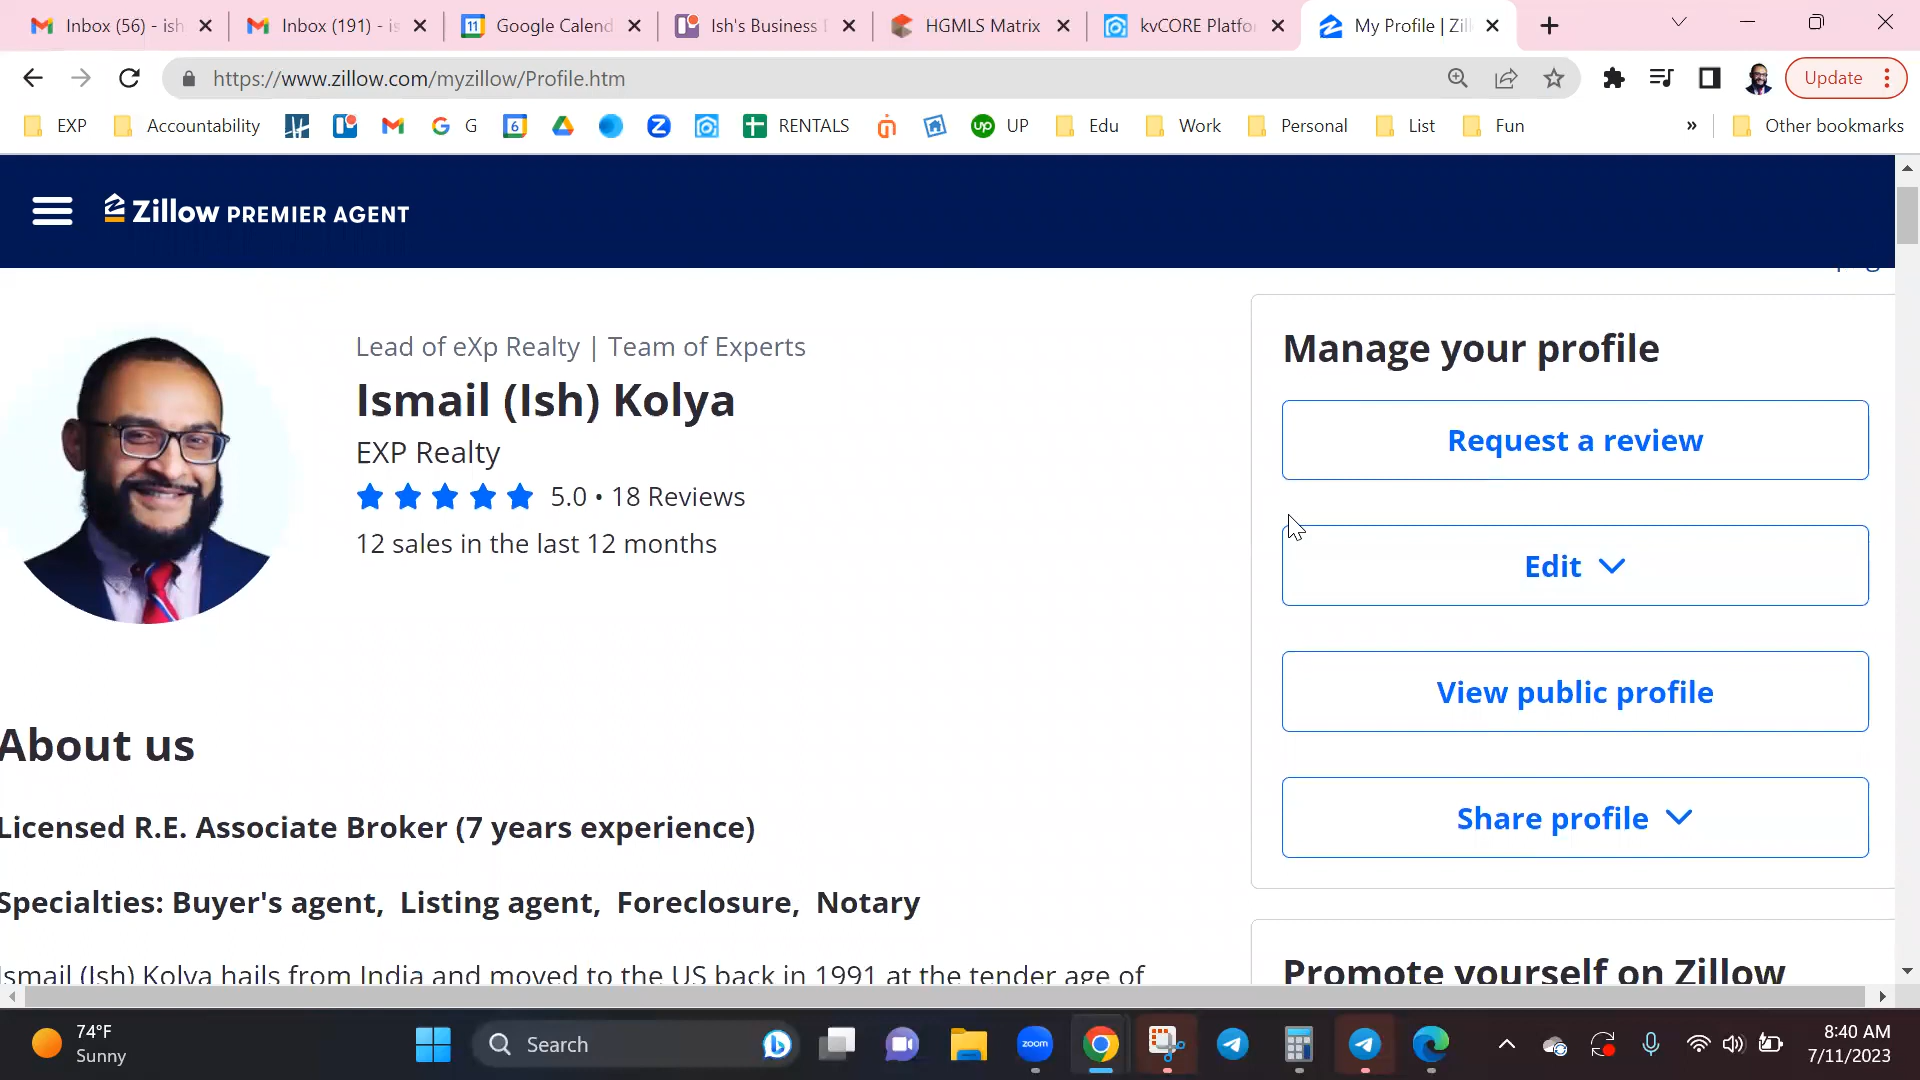 Inbox (56) - ish
Inbox (191) - is
Google Calend
Ish's Business
HGMLS Matrix
kvCORE Platfo
My Profile | Zil
https://www.zillow.com/myzillow/Profile.htm
Update
EXP
Accountability
G
RENTALS
UP
Edu
Work
Personal
List
Fun
»
Other bookmarks
Zillow PREMIER AGENT
Lead of eXp Realty | Team of Experts
Ismail (Ish) Kolya
EXP Realty
5.0 • 18 Reviews
12 sales in the last 12 months
Manage your profile
Request a review
Edit
View public profile
Share profile
About us
Licensed R.E. Associate Broker (7 years experience)
Specialties: Buyer's agent, Listing agent, Foreclosure, Notary
Ismail (Ish) Kolya hails from India and moved to the US back in 1991 at the tender age of
Promote yourself on Zillow
74°F
Sunny
Search
zoom
8:40 AM
7/11/2023